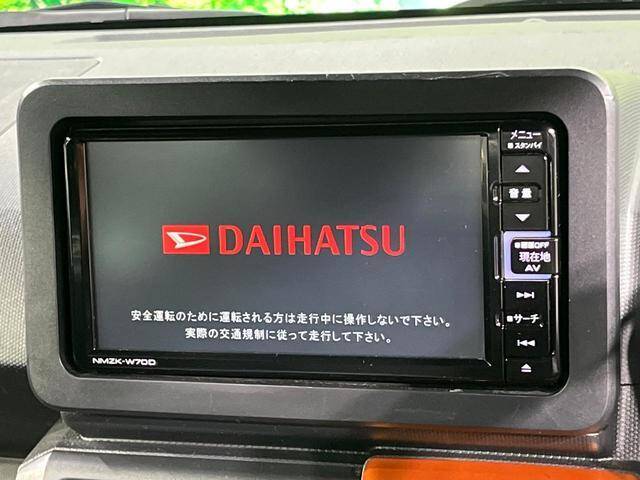 DAIHATSU
安全運転のために運転される方は走行中に操作しないで下さい。
実際の交通規制に従って走行して下さい。
NMZK-W70D
メニュー
スタンバイ
音量
画面OFF
現在地
AV
サーチ